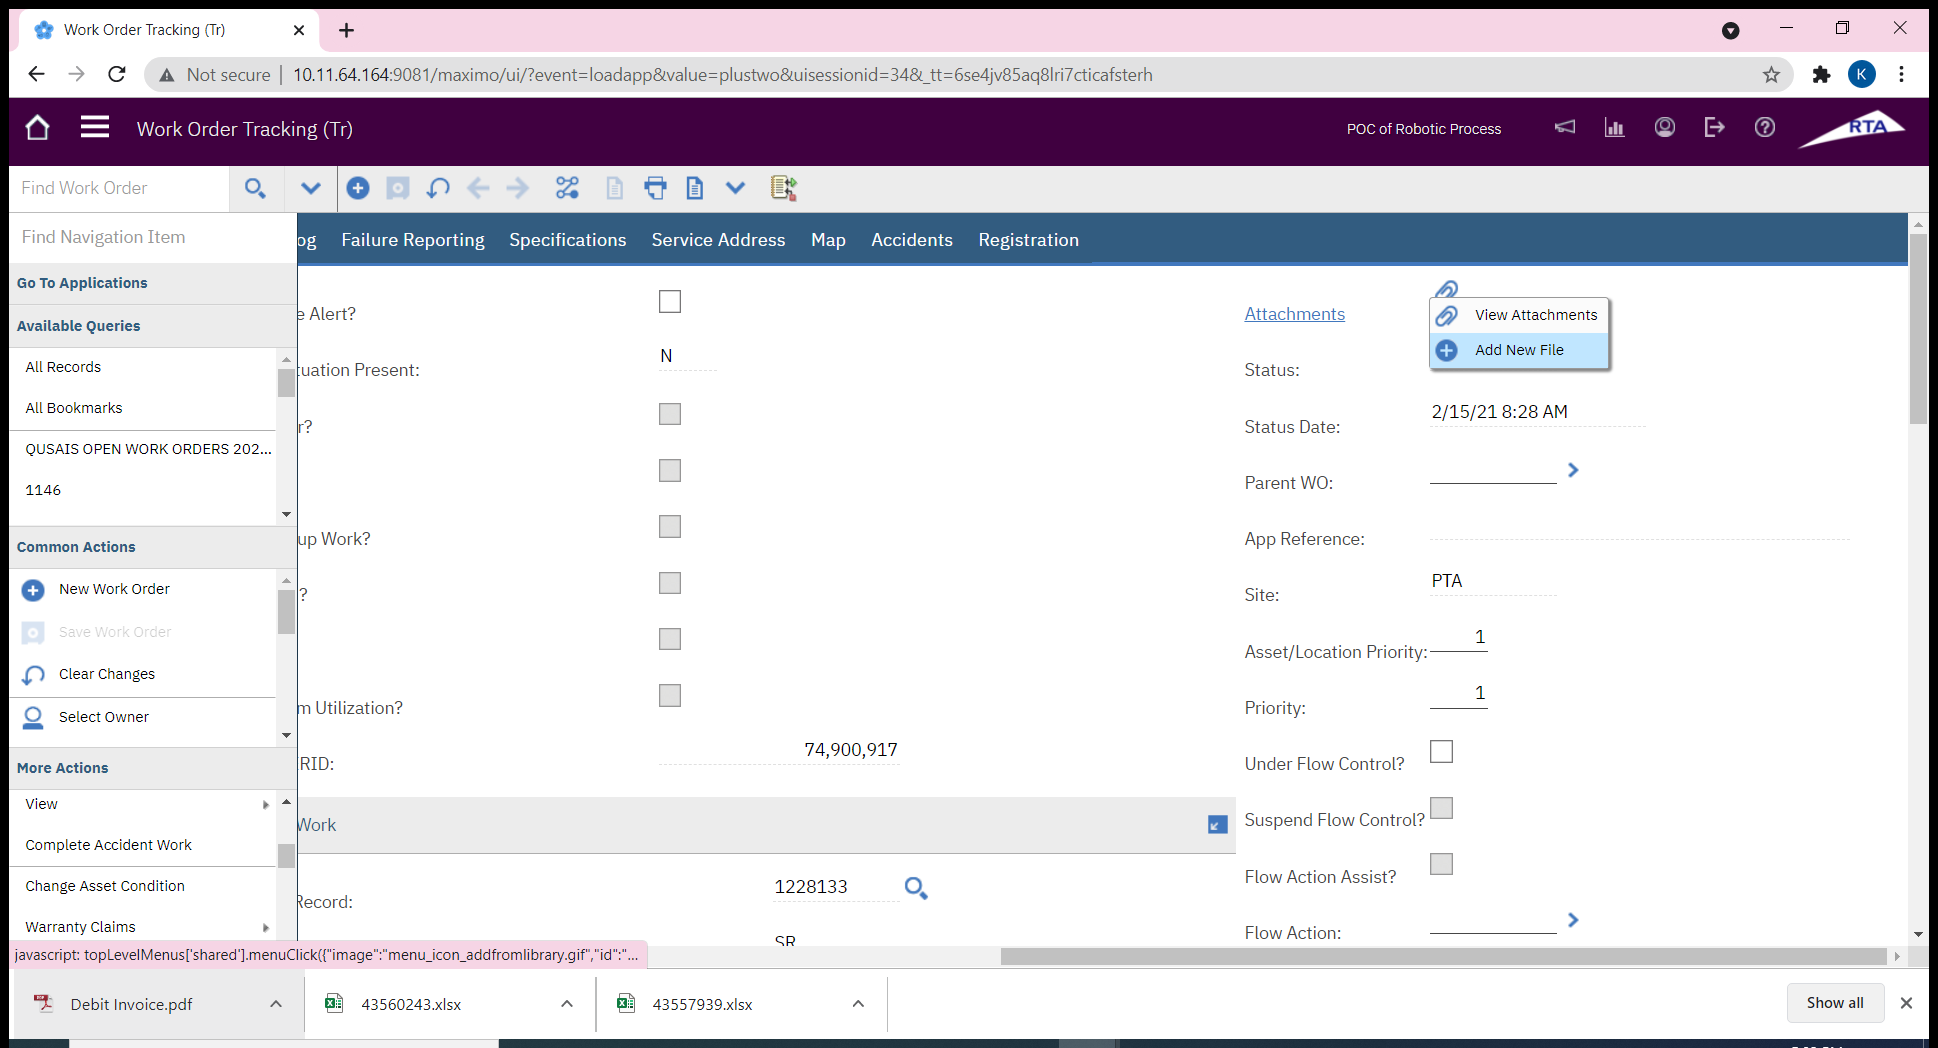 Work Order Tracking (Tr)
Not secure | 10.11.64.164:9081/maximo/ui/?event=loadapp&value=plustwo&uisessionid=34&_tt=6se4jv85aq8lri7cticafsterh
K
Work Order Tracking (Tr)
POC of Robotic Process
RTA
Find Work Order
Find Navigation Item
og Failure Reporting Specifications Service Address Map Accidents Registration
Go To Applications
Available Queries
All Records
All Bookmarks
QUSAIS OPEN WORK ORDERS 202...
1146
Common Actions
New Work Order
Save Work Order
Clear Changes
Select Owner
More Actions
View
Complete Accident Work
Change Asset Condition
Warranty Claims
e Alert?
tuation Present:
N
r?
up Work?
?
m Utilization?
RID:
74,900,917
Work
Record:
1228133
SR
Attachments
View Attachments
Add New File
Status:
Status Date:
2/15/21 8:28 AM
Parent WO:
App Reference:
Site:
PTA
Asset/Location Priority:
1
Priority:
1
Under Flow Control?
Suspend Flow Control?
Flow Action Assist?
Flow Action:
javascript: topLevelMenus['shared'].menuClick({"image":"menu_icon_addfromlibrary.gif","id":"...
Debit Invoice.pdf
43560243.xlsx
43557939.xlsx
Show all